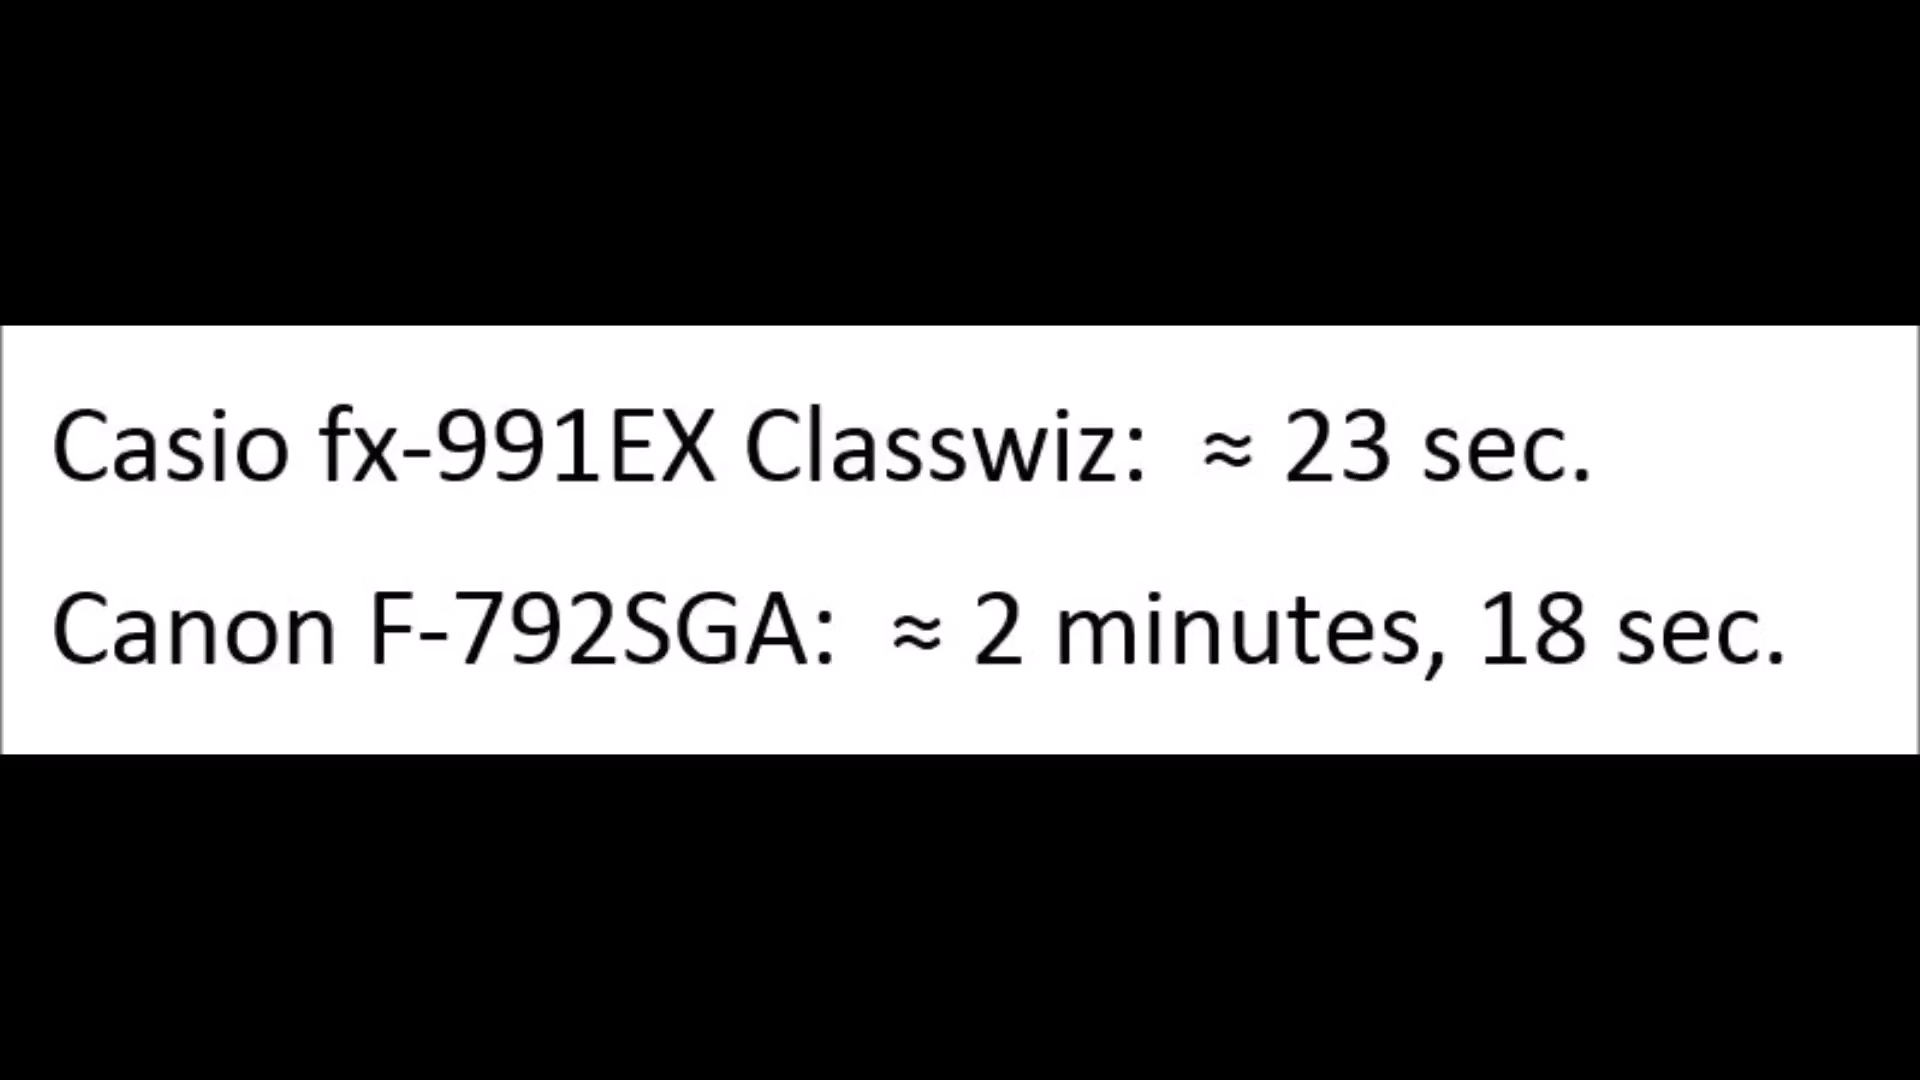 Casio fx-991EX Classwiz:  ≈ 23 sec.
Canon F-792SGA:  ≈ 2 minutes, 18 sec.